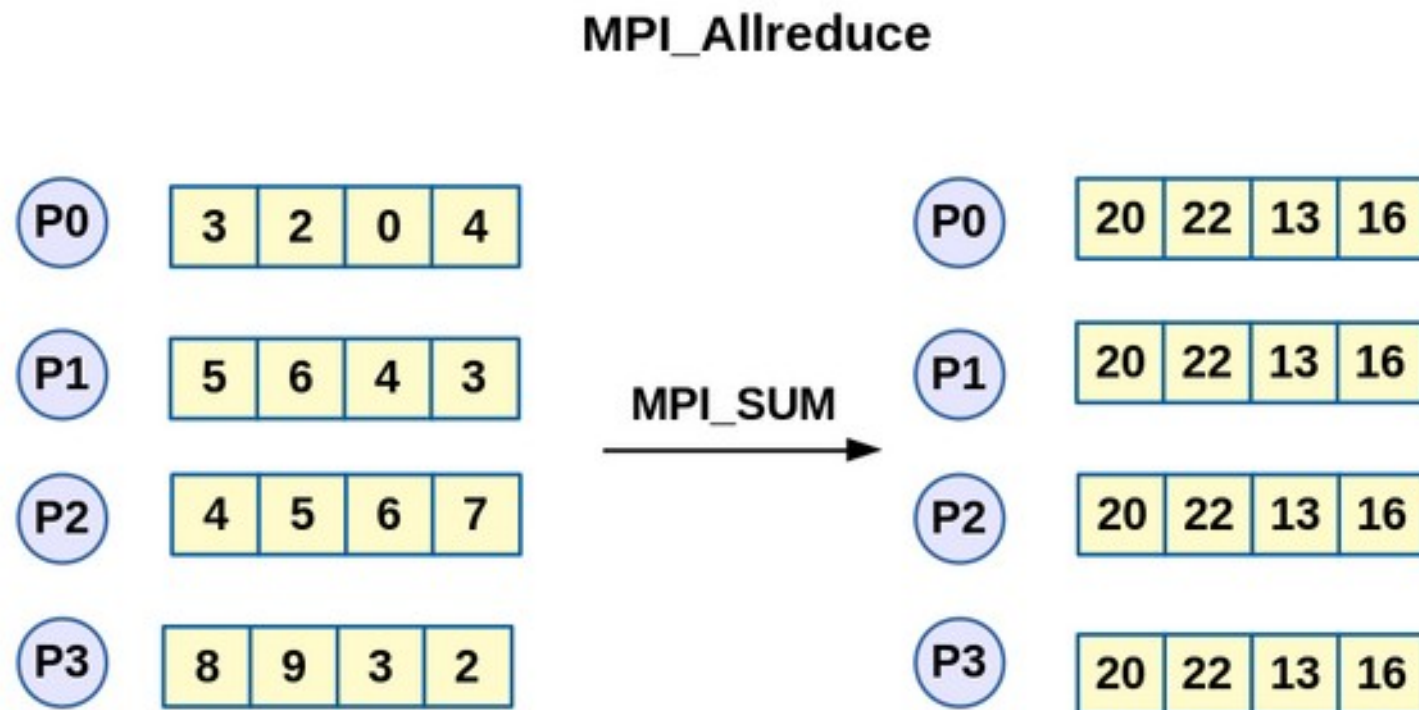 MPI_Allreduce
P0 3 2 0 4 P0 20 22 13 16
P1 5 6 4 3 P1 20 22 13 16
MPI_SUM
P2 4 5 6 7 P2 20 22 13 16
P3 8 9 3 2 P3 20 22 13 16